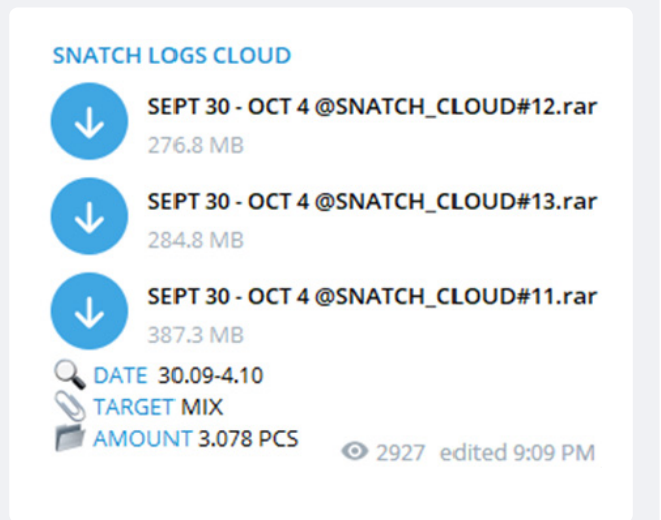 SNATCH LOGS CLOUD
SEPT 30 - OCT 4 @SNATCH_CLOUD#12.rar
276.8 MB
SEPT 30 - OCT 4 @SNATCH_CLOUD#13.rar
284.8 MB
SEPT 30 - OCT 4 @SNATCH_CLOUD#11.rar
387.3 MB
DATE 30.09-4.10
TARGET MIX
AMOUNT 3.078 PCS
2927 edited 9:09 PM